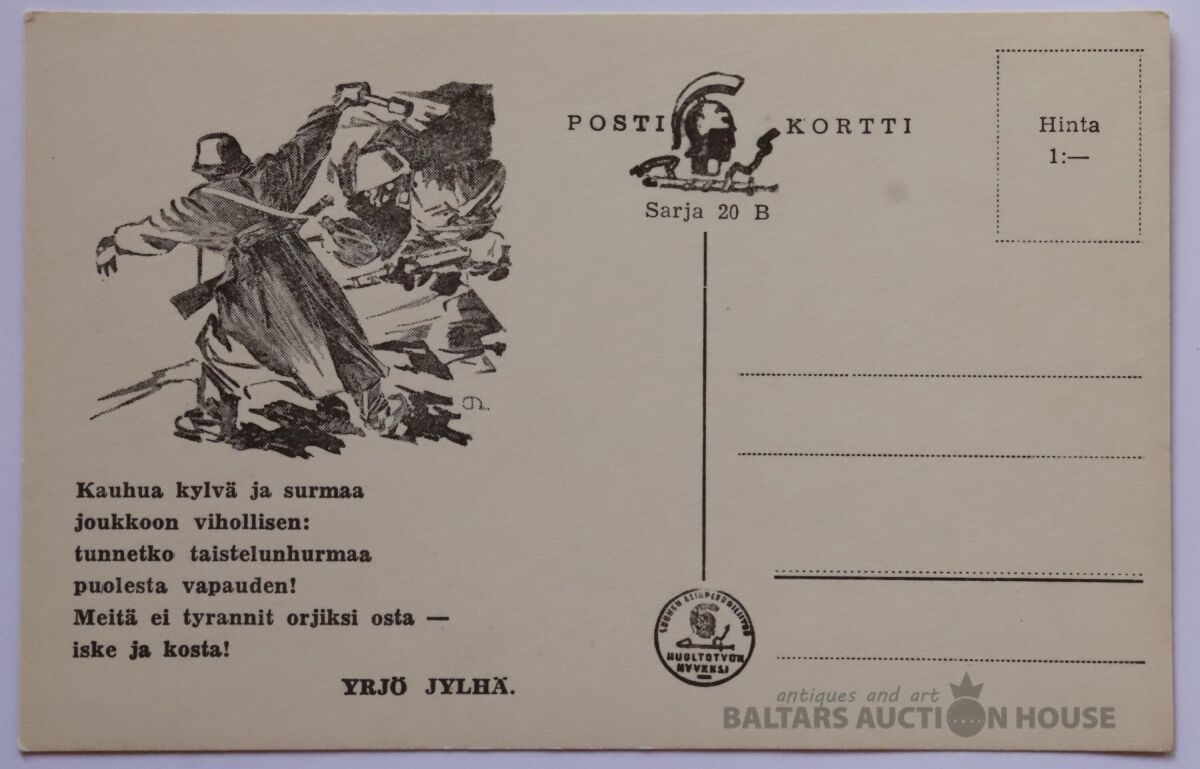 POSTI KORTTI
Sarja 20 B
Hinta
1:—
Kauhua kylvä ja surmaa
joukkoon vihollisen:
tunnetko taistelunhurmaa
puolesta vapauden!
Meitä ei tyrannit orjiksi osta —
iske ja kosta!
YRJÖ JYLHÄ.
HUOLTOTYÖN
HYVÄKSI
antiques and art
BALTARS AUCTION HOUSE